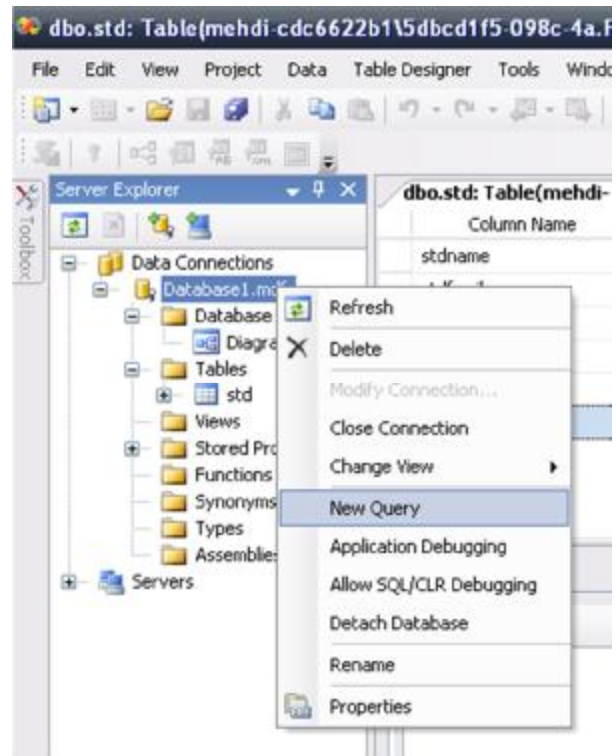 dbo.std: Table(mehdi-cdc6622b1\5dbcd1f5-098c-4a.F
File Edit View Project Data Table Designer Tools Windo
Toolbox
Server Explorer
Data Connections
Database1.md
Database
Diagra
Tables
std
Views
Stored Pro
Functions
Synonyms
Types
Assemblie
Servers
dbo.std: Table(mehdi-
Column Name
stdname
Refresh
Delete
Modify Connection...
Close Connection
Change View
New Query
Application Debugging
Allow SQL/CLR Debugging
Detach Database
Rename
Properties